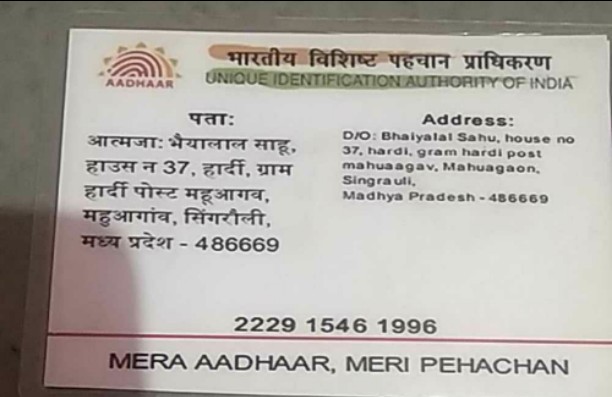 AADHAAR
भारतीय विशिष्ट पहचान प्राधिकरण
UNIQUE IDENTIFICATION AUTHORITY OF INDIA
पता:
आत्मजा: भैयालाल साहू,
हाउस न 37, हार्दी, ग्राम
हार्दी पोस्ट महूआगव,
महुआगांव, सिंगरौली,
मध्य प्रदेश - 486669
Address:
D/O: Bhaiyalal Sahu, house no
37, hardi, gram hardi post
mahuaagav, Mahuagaon,
Singrauli,
Madhya Pradesh - 486669
2229 1546 1996
MERA AADHAAR, MERI PEHACHAN